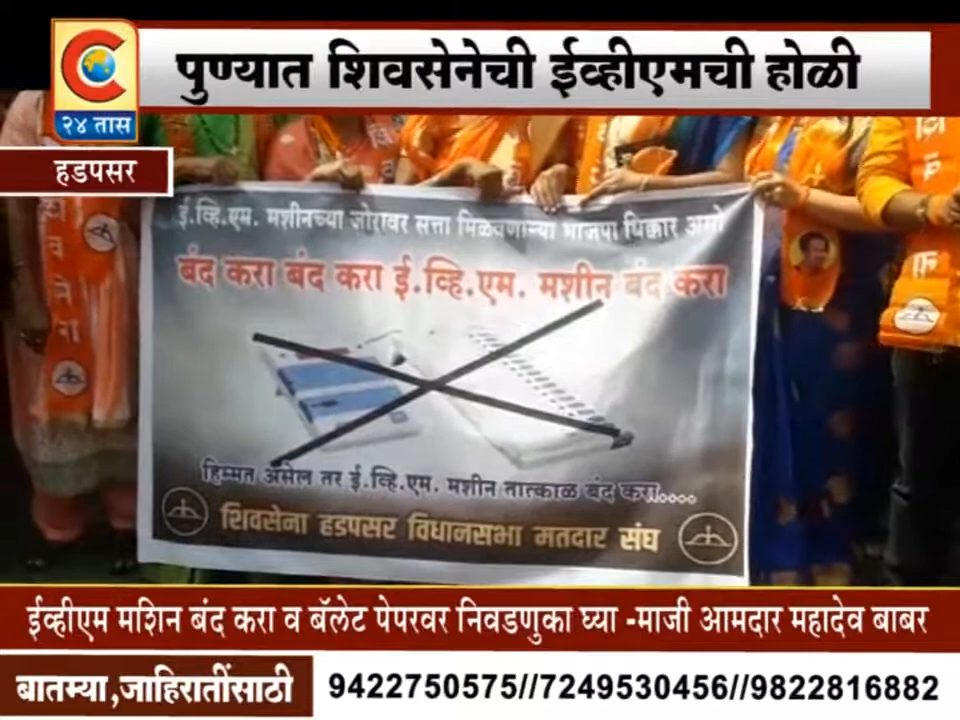 पुण्यात शिवसेनेची ईव्हीएमची होळी
२४ तास
हडपसर
ई.व्हि.एम. मशीनच्या जोरावर सत्ता मिळवणाऱ्या भाजपा धिक्कार असो
बंद करा बंद करा ई.व्हि.एम. मशीन बंद करा
हिम्मत असेल तर ई.व्हि.एम. मशीन तात्काळ बंद करा....
शिवसेना हडपसर विधानसभा मतदार संघ
ईव्हीएम मशिन बंद करा व बॅलेट पेपरवर निवडणुका घ्या -माजी आमदार महादेव बाबर
बातम्या,जाहिरातींसाठी
9422750575//7249530456//9822816882